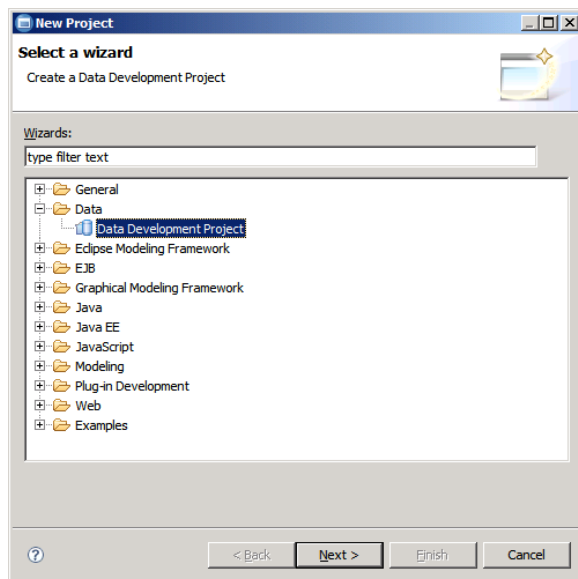 New Project
Select a wizard
Create a Data Development Project
Wizards:
type filter text
General
Data
Data Development Project
Eclipse Modeling Framework
EJB
Graphical Modeling Framework
Java
Java EE
JavaScript
Modeling
Plug-in Development
Web
Examples
? < Back Next > Finish Cancel